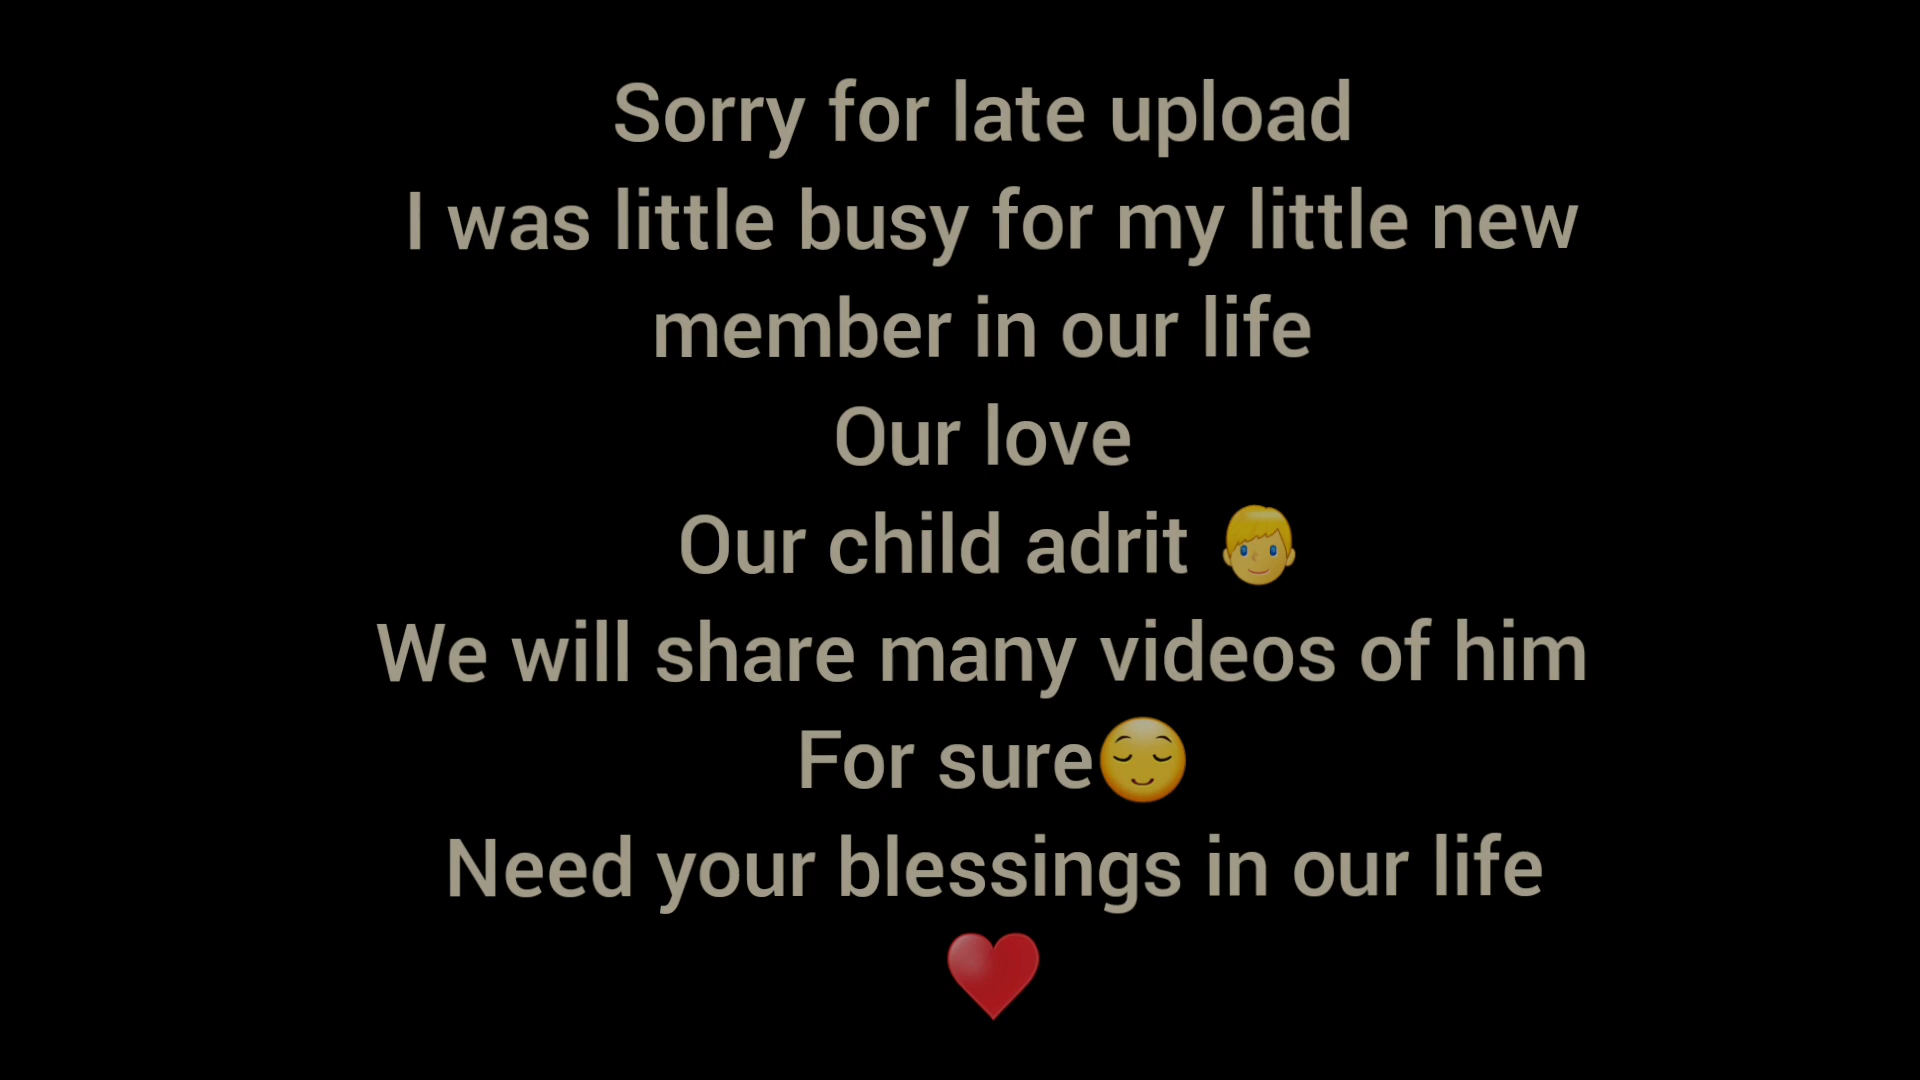 Sorry for late upload
I was little busy for my little new
member in our life
Our love
Our child adrit 👱
We will share many videos of him
For sure😌
Need your blessings in our life
♥️